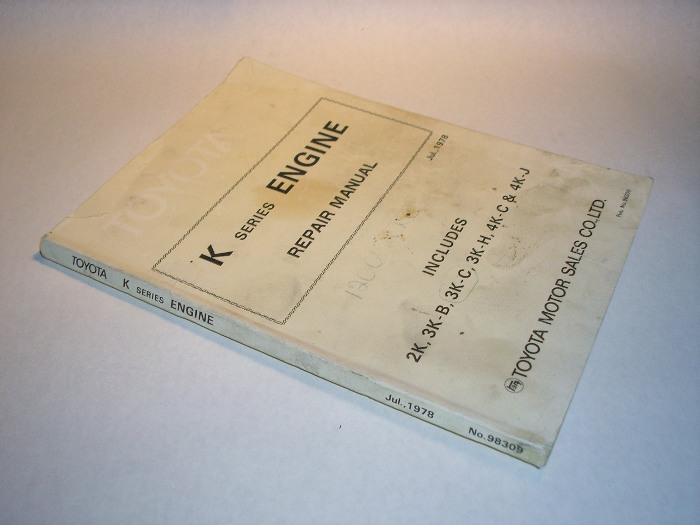 TOYOTA
K SERIES ENGINE
REPAIR MANUAL
Jul.,1978
INCLUDES
2K, 3K-B, 3K-C, 3K-H, 4K-C & 4K-J
TOYOTA MOTOR SALES CO.,LTD.
TOYOTA K SERIES ENGINE Jul.,1978 No.98309